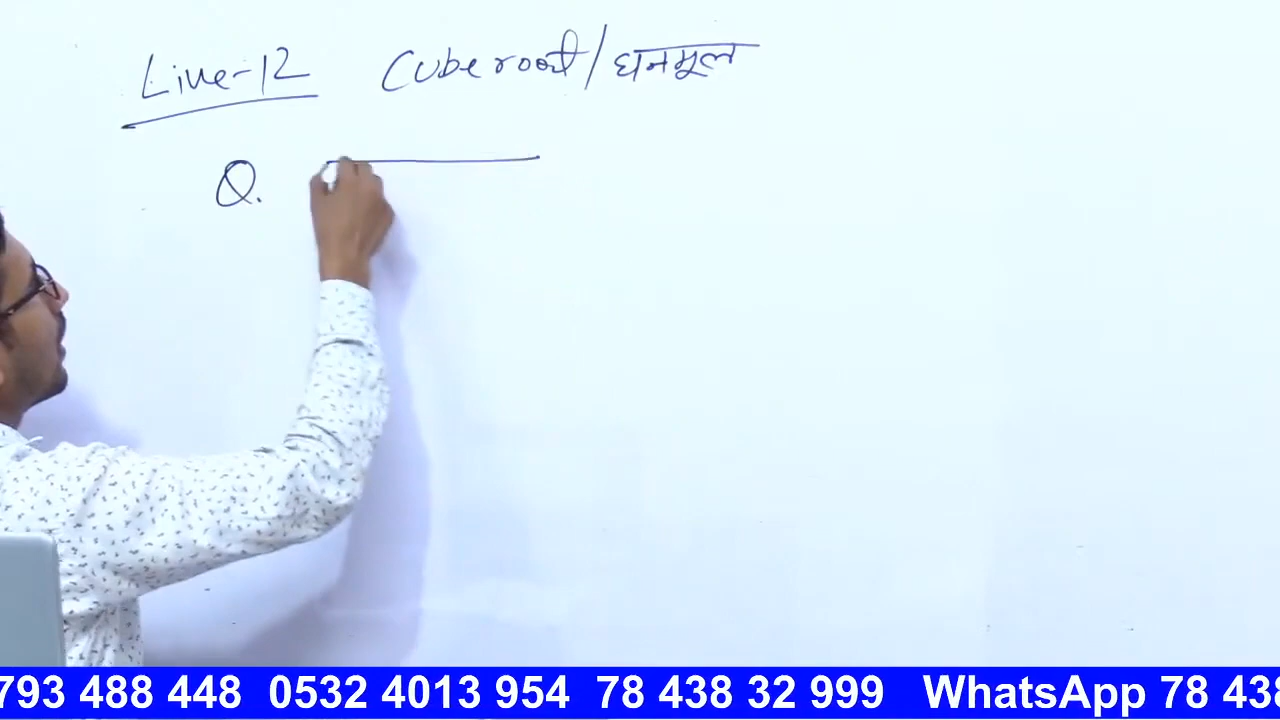 Live-12 Cube root/घनमूल
Q.
793 488 448 0532 4013 954 78 438 32 999 WhatsApp 78 438